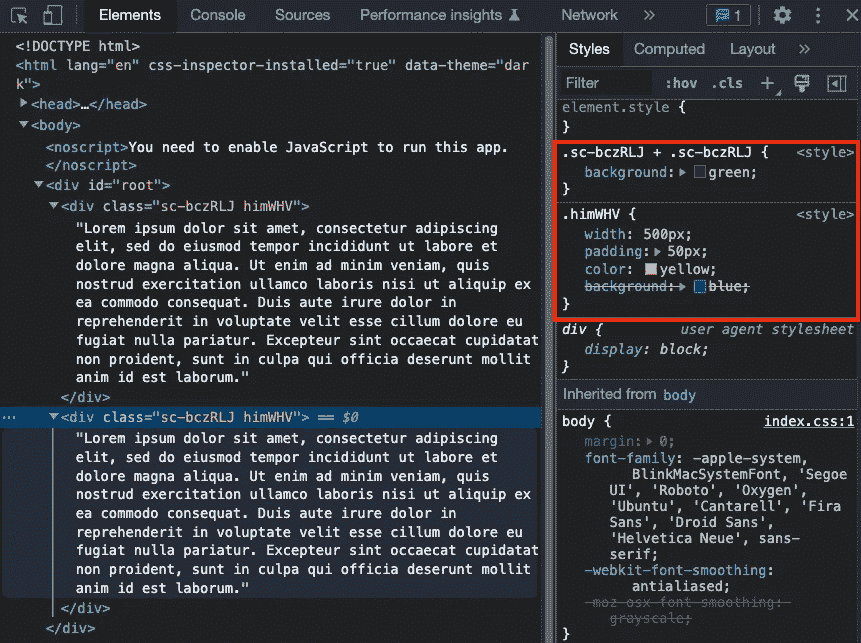 Elements Console Sources Performance insights Network » 1
<!DOCTYPE html>
<html lang="en" css-inspector-installed="true" data-theme="dar
k">
<head>…</head>
<body>
<noscript>You need to enable JavaScript to run this app.
</noscript>
<div id="root">
<div class="sc-bczRLJ himWHV">
"Lorem ipsum dolor sit amet, consectetur adipiscing
elit, sed do eiusmod tempor incididunt ut labore et
dolore magna aliqua. Ut enim ad minim veniam, quis
nostrud exercitation ullamco laboris nisi ut aliquip ex
ea commodo consequat. Duis aute irure dolor in
reprehenderit in voluptate velit esse cillum dolore eu
fugiat nulla pariatur. Excepteur sint occaecat cupidatat
non proident, sunt in culpa qui officia deserunt mollit
anim id est laborum."
</div>
… <div class="sc-bczRLJ himWHV"> == $0
"Lorem ipsum dolor sit amet, consectetur adipiscing
elit, sed do eiusmod tempor incididunt ut labore et
dolore magna aliqua. Ut enim ad minim veniam, quis
nostrud exercitation ullamco laboris nisi ut aliquip ex
ea commodo consequat. Duis aute irure dolor in
reprehenderit in voluptate velit esse cillum dolore eu
fugiat nulla pariatur. Excepteur sint occaecat cupidatat
non proident, sunt in culpa qui officia deserunt mollit
anim id est laborum."
</div>
</div>
Styles Computed Layout »
Filter :hov .cls +
element.style {
}
.sc-bczRLJ + .sc-bczRLJ { <style>
background: green;
}
.himWHV { <style>
width: 500px;
padding: 50px;
color: yellow;
background: blue;
}
div { user agent stylesheet
display: block;
}
Inherited from body
body { index.css:1
margin: 0;
font-family: -apple-system,
BlinkMacSystemFont, 'Segoe
UI', 'Roboto', 'Oxygen',
'Ubuntu', 'Cantarell', 'Fira
Sans', 'Droid Sans',
'Helvetica Neue', sans-
serif;
-webkit-font-smoothing:
antialiased;
-moz-osx-font-smoothing:
grayscale;
}